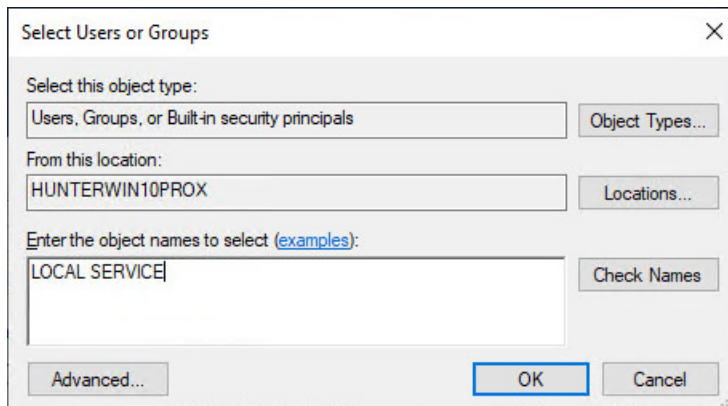 Select Users or Groups
Select this object type:
Users, Groups, or Built-in security principals
Object Types...
From this location:
HUNTERWIN10PROX
Locations...
Enter the object names to select (examples):
LOCAL SERVICE
Check Names
Advanced...
OK
Cancel